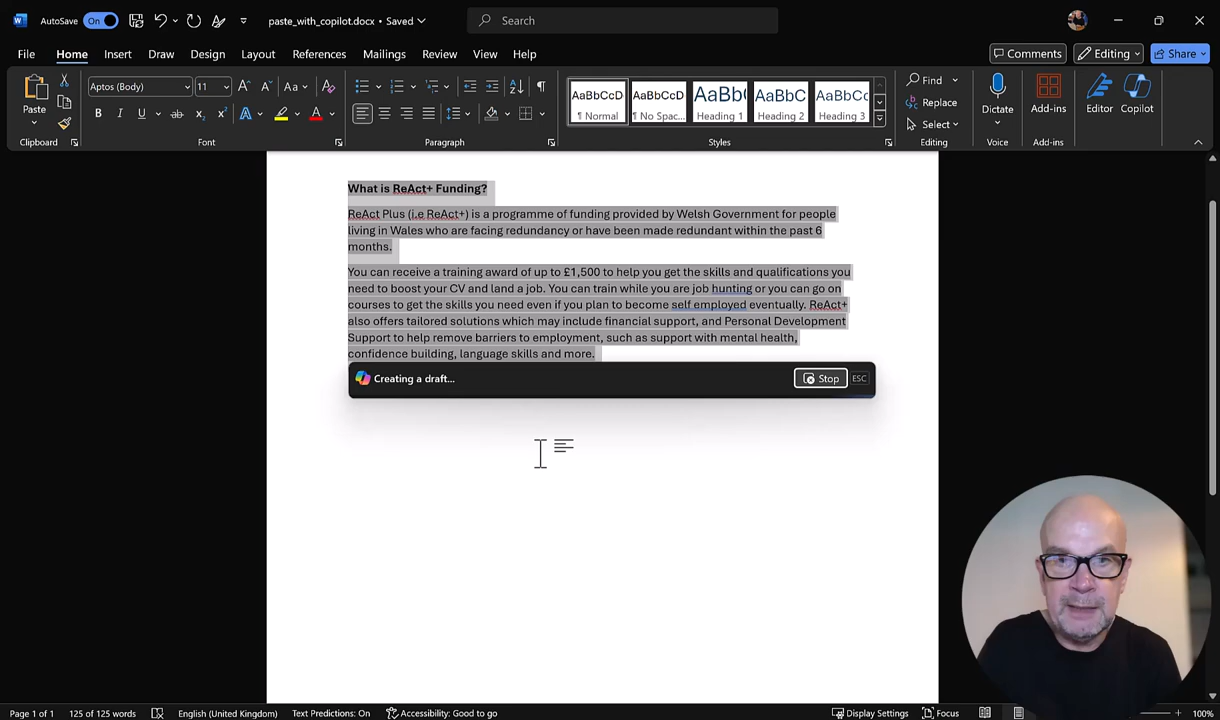 AutoSave On paste_with_copilot.docx • Saved Search
File Home Insert Draw Design Layout References Mailings Review View Help Comments Editing Share
Paste
Aptos (Body) 11
AaBbCcD AaBbCcD AaBb( AaBbCc AaBbCc
¶ Normal ¶ No Spac... Heading 1 Heading 2 Heading 3
Find
Replace
Select
Dictate Add-ins Editor Copilot
Clipboard Font Paragraph Styles Editing Voice Add-ins
What is ReAct+ Funding?
ReAct Plus (i.e ReAct+) is a programme of funding provided by Welsh Government for people
living in Wales who are facing redundancy or have been made redundant within the past 6
months.
You can receive a training award of up to £1,500 to help you get the skills and qualifications you
need to boost your CV and land a job. You can train while you are job hunting or you can go on
courses to get the skills you need even if you plan to become self employed eventually. ReAct+
also offers tailored solutions which may include financial support, and Personal Development
Support to help remove barriers to employment, such as support with mental health,
confidence building, language skills and more.
Creating a draft... Stop ESC
Page 1 of 1 125 of 125 words English (United Kingdom) Text Predictions: On Accessibility: Good to go Display Settings Focus 100%